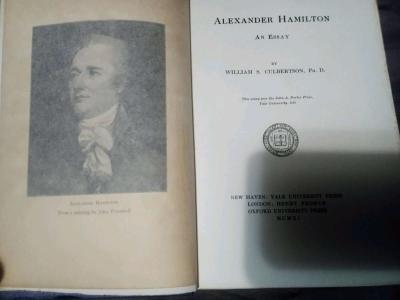 ALEXANDER HAMILTON
From a painting by John Trumbull
ALEXANDER HAMILTON
AN ESSAY
BY
WILLIAM S. CULBERTSON, PH. D.
This essay won the John A. Porter Prize,
Yale University,
NEW HAVEN: YALE UNIVERSITY PRESS
LONDON: HENRY FROWDE
OXFORD UNIVERSITY PRESS
MCMXI